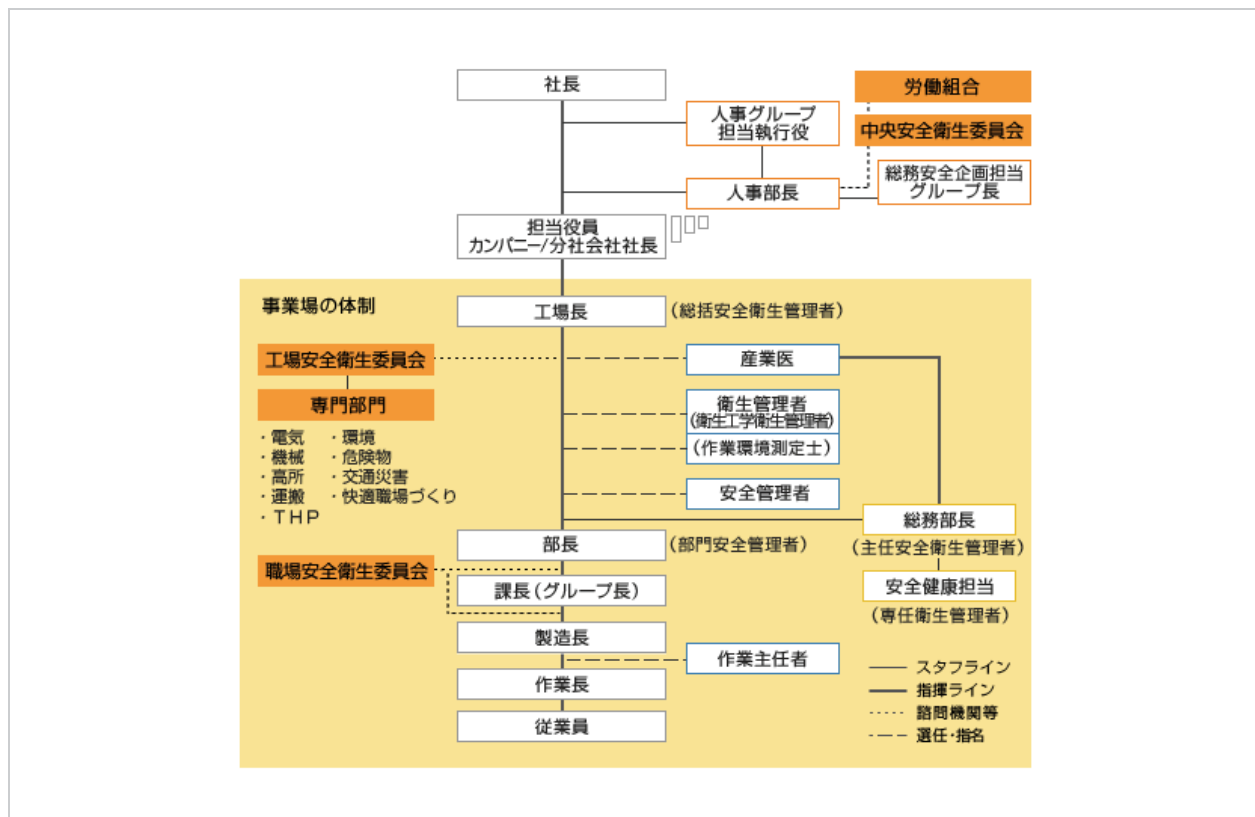 社長
労働組合
人事グループ
担当執行役
中央安全衛生委員会
総務安全企画担当
グループ長
人事部長
担当役員
カンパニー/分社会社社長
事業場の体制
工場長
(総括安全衛生管理者)
工場安全衛生委員会
産業医
専門部門
・電気 ・環境
・機械 ・危険物
・高所 ・交通災害
・運搬 ・快適職場づくり
・THP
衛生管理者
(衛生工学衛生管理者)
(作業環境測定士)
安全管理者
総務部長
(主任安全衛生管理者)
部長
(部門安全管理者)
職場安全衛生委員会
課長(グループ長)
安全健康担当
(専任衛生管理者)
製造長
作業主任者
作業長
従業員
スタフライン
指揮ライン
諮問機関等
選任・指名